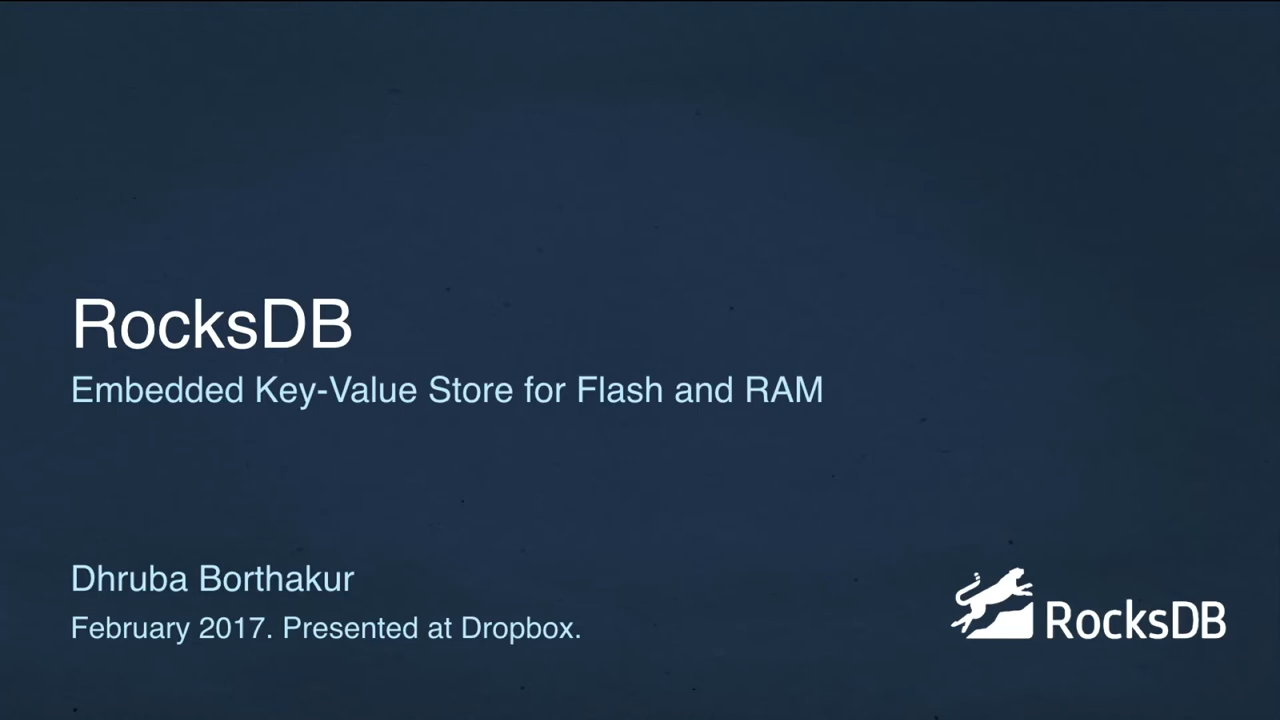 RocksDB
Embedded Key-Value Store for Flash and RAM
Dhruba Borthakur
February 2017. Presented at Dropbox.
RocksDB